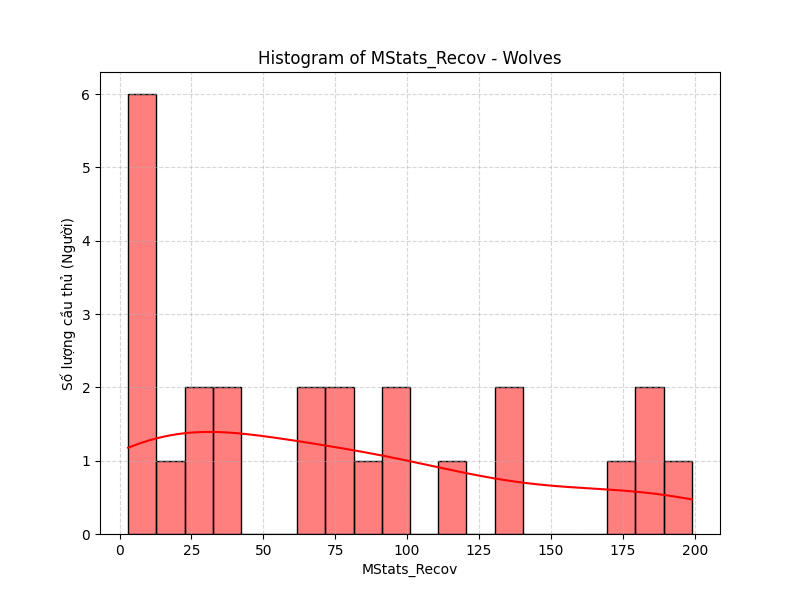 Histogram of MStats_Recov - Wolves
Số lượng cầu thủ (Người)
6
5
4
3
2
1
0
0 25 50 75 100 125 150 175 200
MStats_Recov